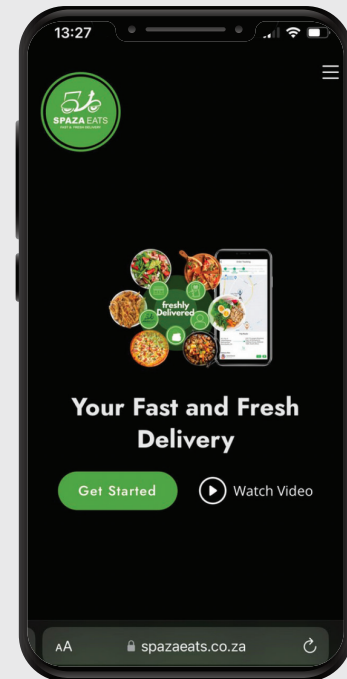 13:27
SPAZA EATS
FAST & FRESH DELIVERY
freshly
Delivered
Your Fast and Fresh
Delivery
Get Started
Watch Video
AA
spazaeats.co.za